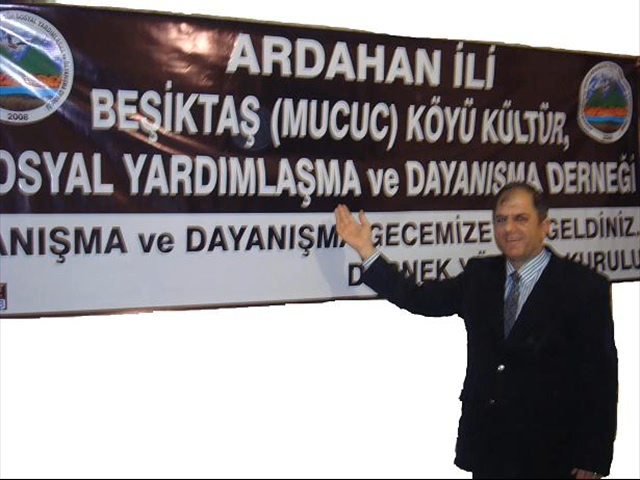 ARDAHAN İLİ
BEŞİKTAŞ (MUCUC) KÖYÜ KÜLTÜR,
OSYAL YARDIMLAŞMA ve DAYANIŞMA DERNEĞİ
ANIŞMA ve DAYANIŞMA GECEMİZE GELDİNİZ.
KURULU
2006